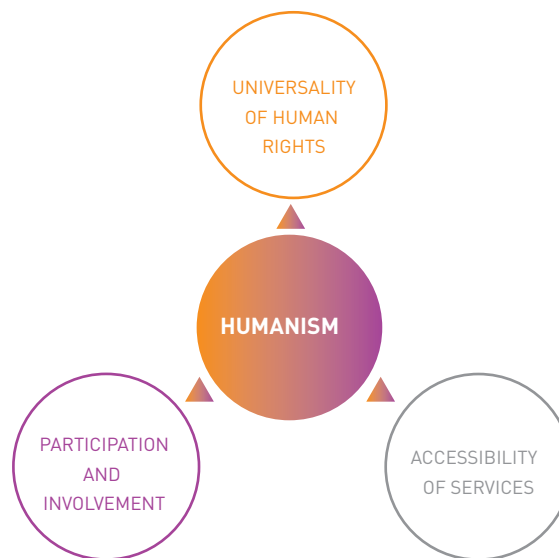 UNIVERSALITY
OF HUMAN
RIGHTS
HUMANISM
PARTICIPATION
AND
INVOLVEMENT
ACCESSIBILITY
OF SERVICES